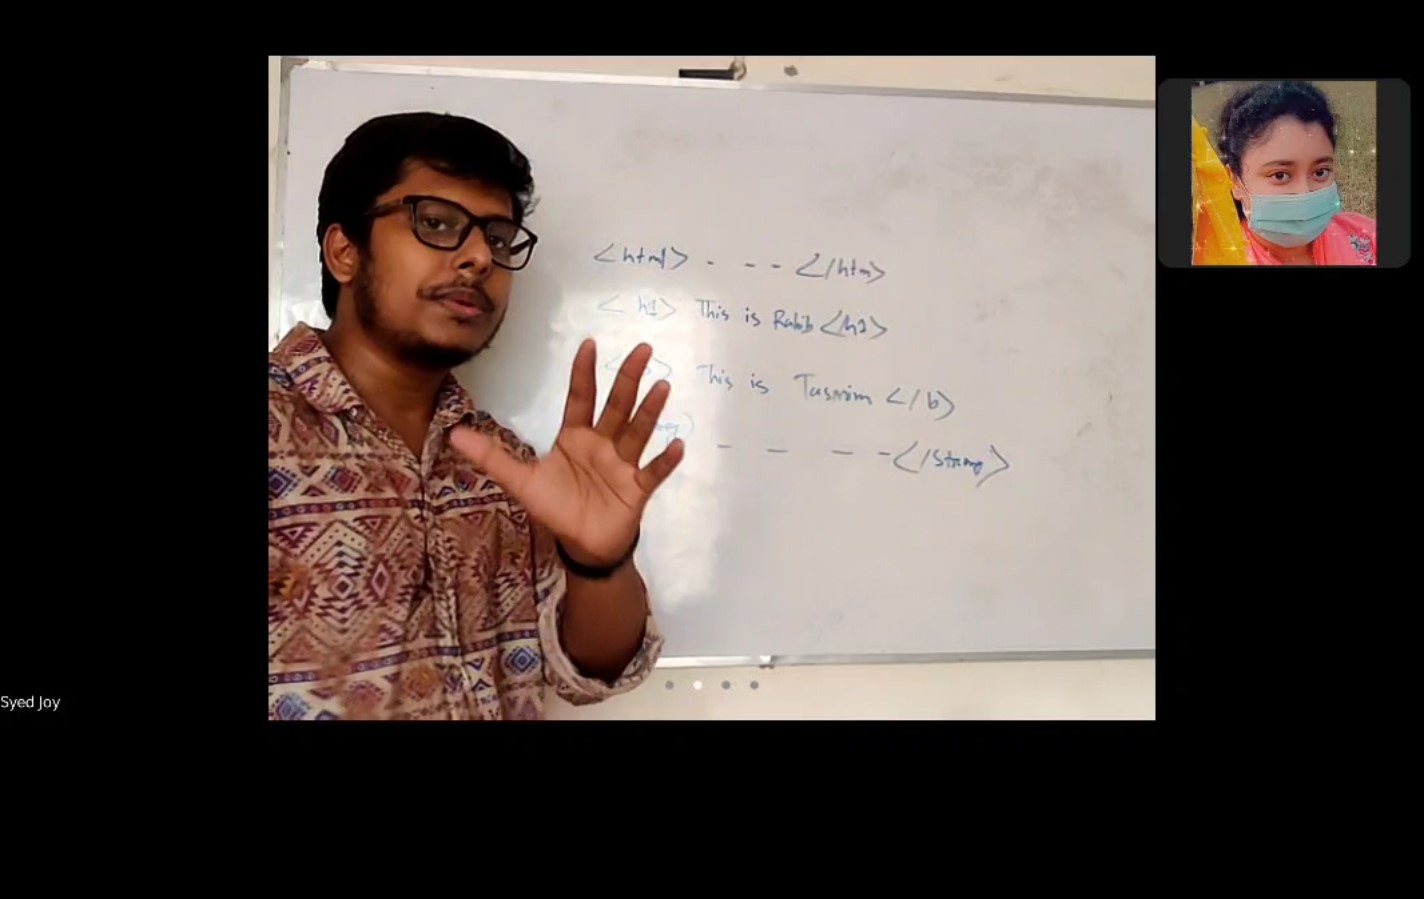 <html> - - - </htm>
<h1> This is Rabib </h1>
This is Tasnim </b>
- - - - </Strong>
Syed Joy